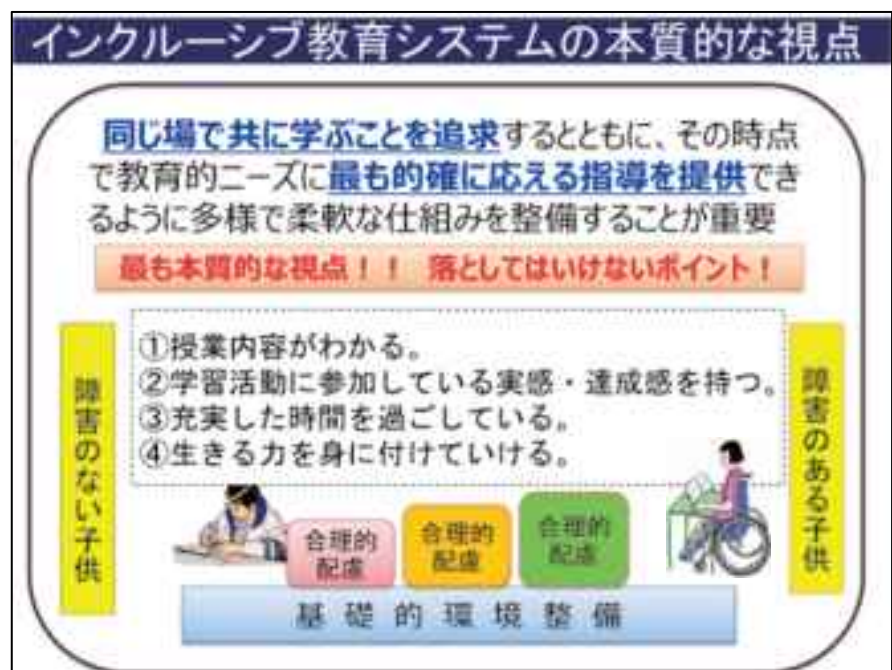 インクルーシブ教育システムの本質的な視点
同じ場で共に学ぶことを追求するとともに、その時点
で教育的ニーズに最も的確に応える指導を提供でき
るように多様で柔軟な仕組みを整備することが重要
最も本質的な視点！！ 落としてはいけないポイント！
障害のない子供
①授業内容がわかる。
②学習活動に参加している実感・達成感を持つ。
③充実した時間を過ごしている。
④生きる力を身に付けていける。
障害のある子供
合理的
配慮
合理的
配慮
合理的
配慮
基礎的環境整備